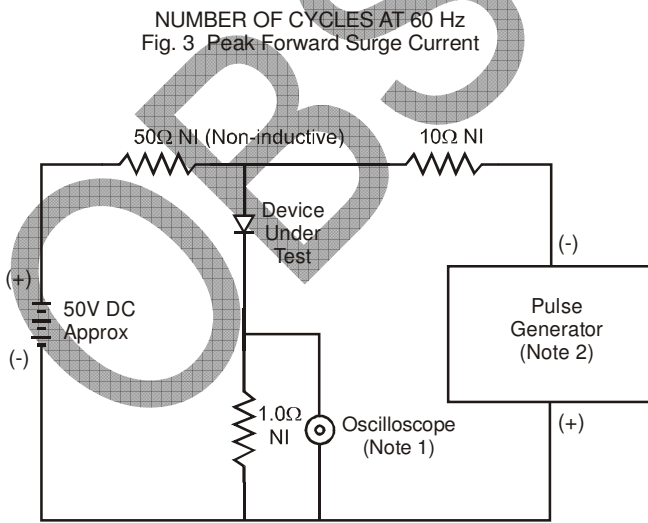 NUMBER OF CYCLES AT 60 Hz
Fig. 3 Peak Forward Surge Current
50Ω NI (Non-inductive)
10Ω NI
Device
Under
Test
(-)
(+)
50V DC
Approx
(-)
Pulse
Generator
(Note 2)
1.0Ω
NI
Oscilloscope
(Note 1)
(+)
OBS